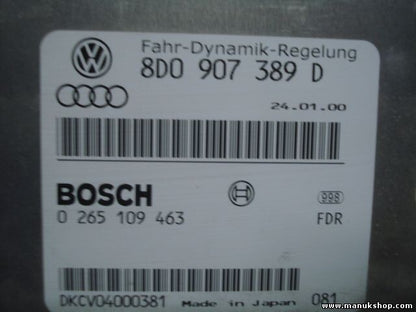 Fahr-Dynamik-Regelung
8D0 907 389 D
24.01.00
BOSCH
998
0 265 109 463
FDR
DKCV04000381 Made in Japan 081
www.manukshop.com